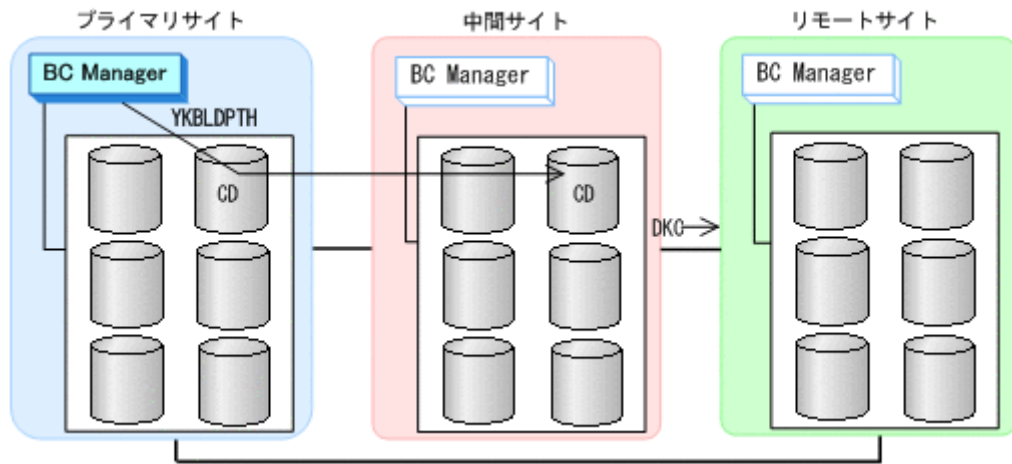 プライマリサイト
中間サイト
リモートサイト
BC Manager
BC Manager
BC Manager
YKBLDPTH
CD
CD
DKC